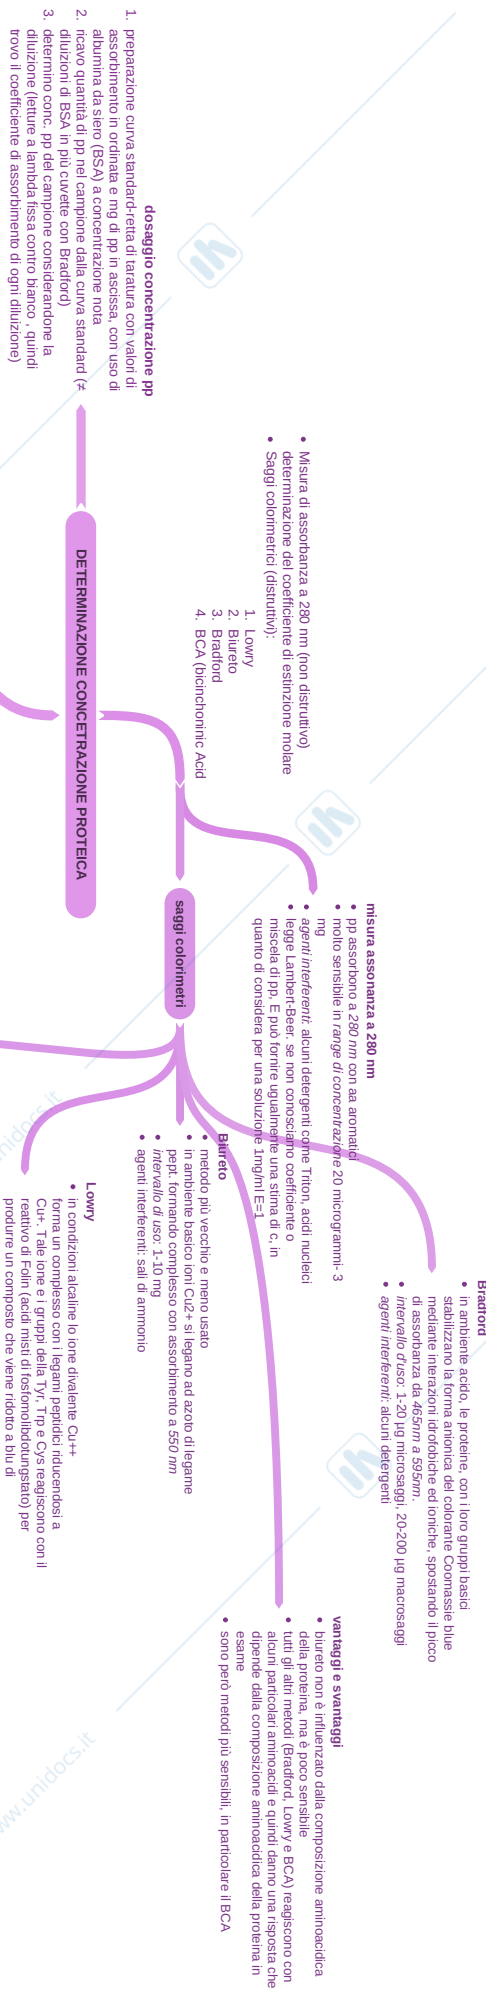 dosaggio concentrazione pp
1. preparazione curva standard-retta di taratura con valori di
assorbimento in ordinata e mg di pp in ascissa, con uso di
albumina da siero (BSA) a concentrazione nota
2. ricavo quantità di pp nel campione dalla curva standard (≠
diluizioni di BSA in più cuvette con Bradford)
3. determino conc. pp del campione considerandone la
diluizione (letture a lambda fissa contro bianco , quindi
trovo il coefficiente di assorbimento di ogni diluizione)
DETERMINAZIONE CONCETRAZIONE PROTEICA
• Misura di assorbanza a 280 nm (non distruttivo)
determinazione del coefficiente di estinzione molare
• Saggi colorimetrici (distruttivi):
1. Lowry
2. Biureto
3. Bradford
4. BCA (bicinchoninic Acid
saggi colorimetri
misura assonanza a 280 nm
• pp assorbono a 280 nm con aa aromatici
• molto sensibile in range di concentrazione 20 microgrammi- 3
mg
• agenti interferenti: alcuni detergenti come Triton, acidi nucleici
• legge Lambert-Beer. se non conosciamo coefficiente o
miscela di pp, E può fornire ugualmente una stima di c, in
quanto di considera per una soluzione 1mg/ml E=1
Bradford
• in ambiente acido, le proteine, con i loro gruppi basici
stabilizzano la forma anionica del colorante Coomassie blue
mediante interazioni idrofobiche ed ioniche, spostando il picco
di assorbanza da 465nm a 595nm.
• intervallo d'uso: 1-20 µg microsaggi, 20-200 µg macrosaggi
• agenti interferenti: alcuni detergenti
Biureto
• metodo più vecchio e meno usato
• in ambiente basico ioni Cu2+ si legano ad azoto di legame
pept. formando complesso con assorbimento a 550 nm
• intervallo di uso: 1-10 mg
• agenti interferenti: sali di ammonio
Lowry
• in condizioni alcaline lo ione divalente Cu++
forma un complesso con i legami peptidici riducendosi a
Cu+. Tale ione e i gruppi della Tyr, Trp e Cys reagiscono con il
reattivo di Folin (acidi misti di fosfomolibdotungstato) per
produrre un composto che viene ridotto a blu di
vantaggi e svantaggi
• biureto non è influenzato dalla composizione aminoacidica
della proteina, ma è poco sensibile
• tutti gli altri metodi (Bradford, Lowry e BCA) reagiscono con
alcuni particolari aminoacidi e quindi danno una risposta che
dipende dalla composizione aminoacidica della proteina in
esame
• sono però metodi più sensibili, in particolare il BCA
unidocs.it
www.unidocs.it